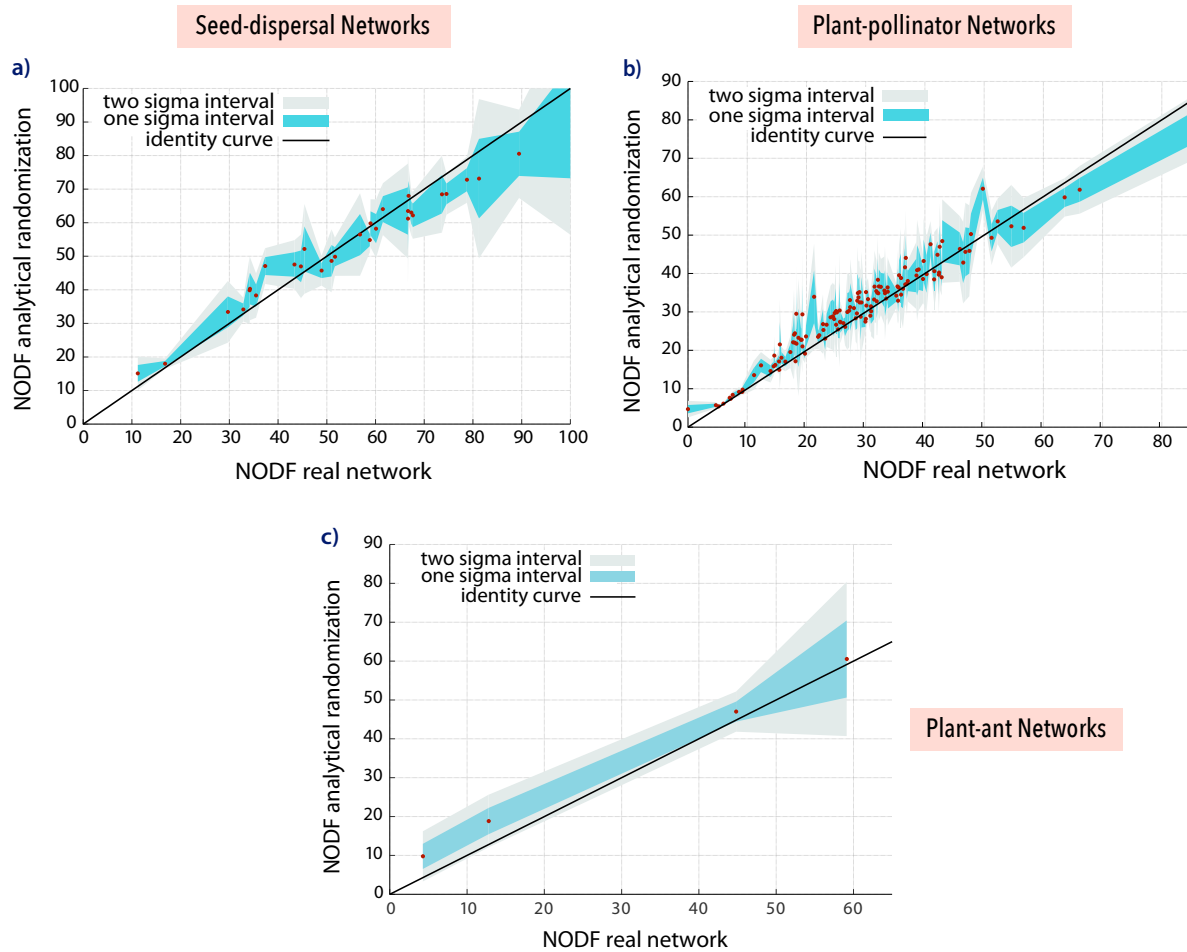 Seed-dispersal Networks
Plant-pollinator Networks
a)
two sigma interval
one sigma interval
identity curve
NODF analytical randomization
100
90
80
70
60
50
40
30
20
10
0
0 10 20 30 40 50 60 70 80 90 100
NODF real network
b)
two sigma interval
one sigma interval
identity curve
NODF analytical randomization
90
80
70
60
50
40
30
20
10
0
0 10 20 30 40 50 60 70 80
NODF real network
c)
two sigma interval
one sigma interval
identity curve
NODF analytical randomization
90
80
70
60
50
40
30
20
10
0
0 10 20 30 40 50 60
NODF real network
Plant-ant Networks